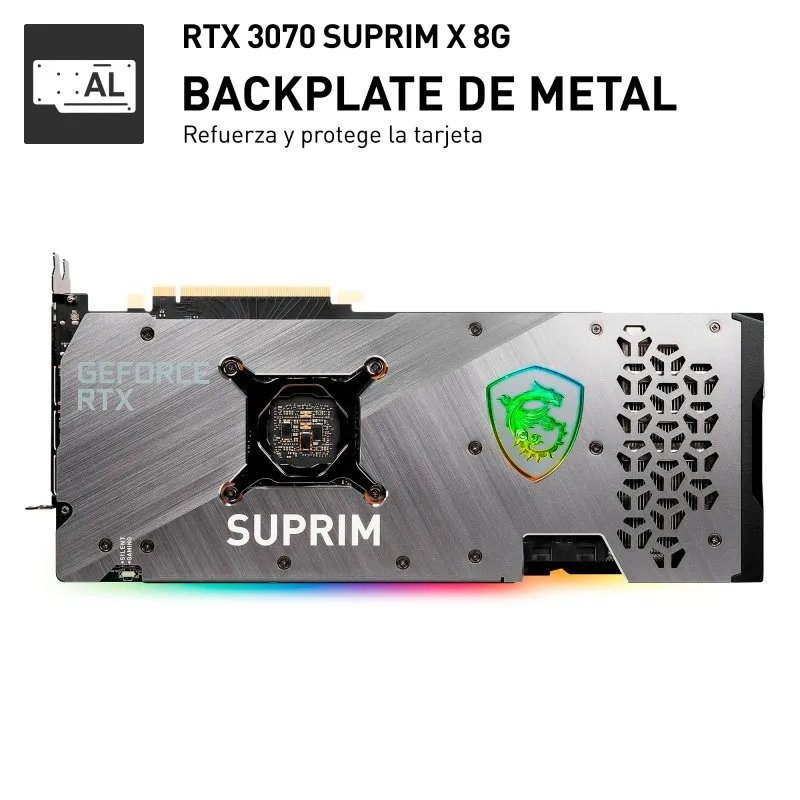 AL
RTX 3070 SUPRIM X 8G
BACKPLATE DE METAL
Refuerza y protege la tarjeta
GEFORCE
RTX
SUPRIM
SILENT
GAMING